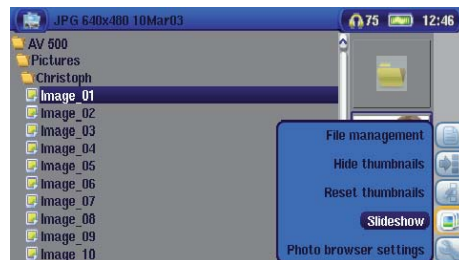 JPG 640x480 10Mar03
75 12:46
AV 500
Pictures
Christoph
Image_01
Image_02
Image_03
Image_04
Image_05
Image_06
Image_07
Image_08
Image_09
Image_10
File management
Hide thumbnails
Reset thumbnails
Slideshow
Photo browser settings